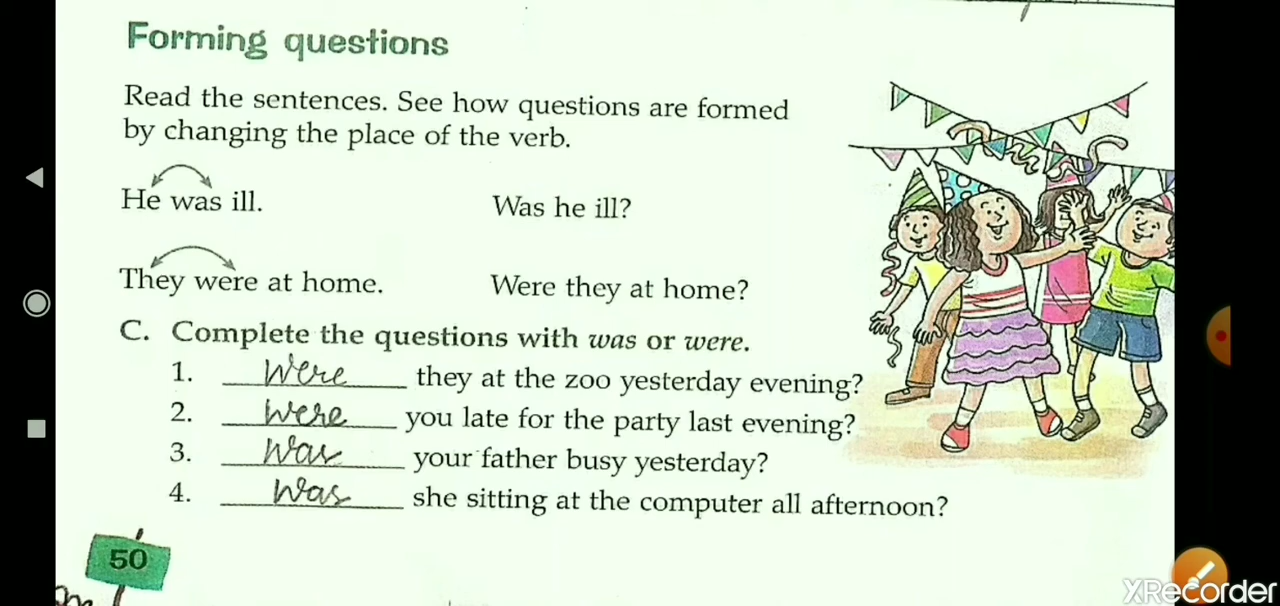 Forming questions
Read the sentences. See how questions are formed
by changing the place of the verb.
He was ill. Was he ill?
They were at home. Were they at home?
C. Complete the questions with was or were.
1. Were they at the zoo yesterday evening?
2. Were you late for the party last evening?
3. Was your father busy yesterday?
4. Was she sitting at the computer all afternoon?
50
XRecorder